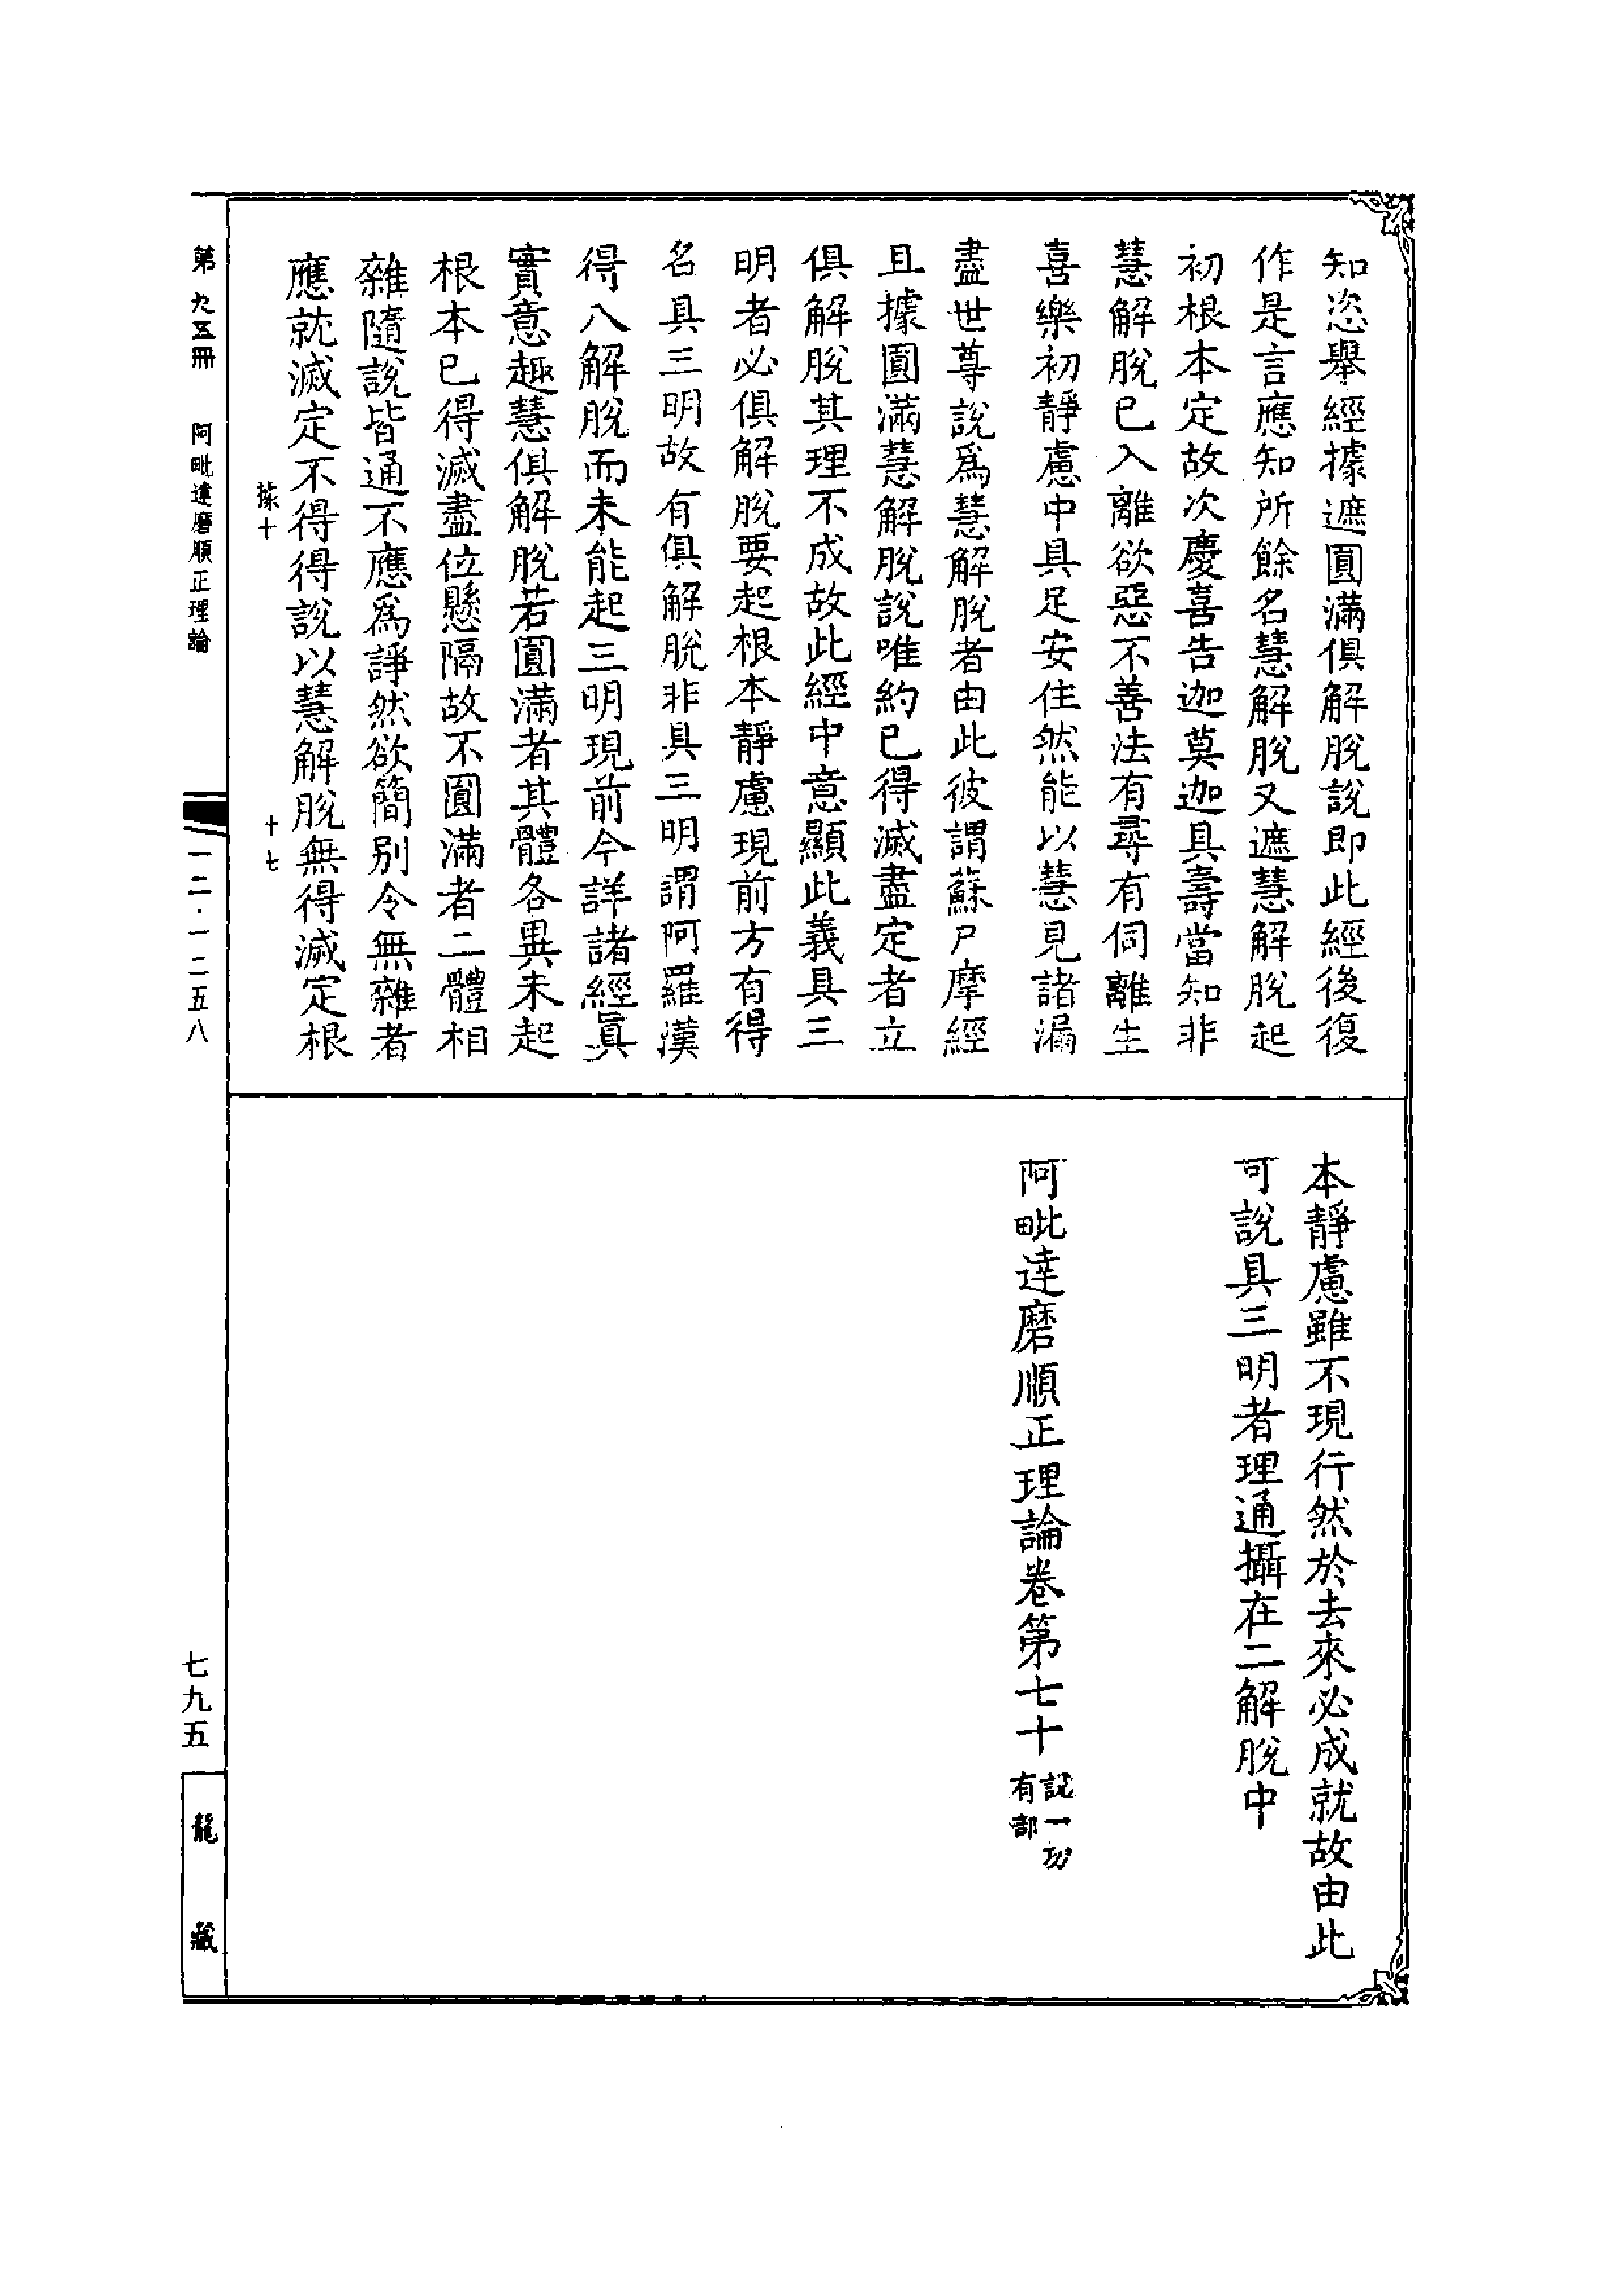 知恣舉經據遮圓滿俱解脫說即此經後復
作是言應知所餘名慧解脫又遮慧解脫起
初根本定故次慶喜告迦莫迦具壽當知非
慧解脫已入離欲惡不善法有尋有伺離生
喜樂初靜慮中具足安住然能以慧見諸漏
盡世尊說為慧解脫者由此彼謂蘇尸摩經
且據圓滿慧解脫說唯約已得滅盡定者立
俱解脫其理不成故此經中意顯此義具三
明者必俱解脫要起根本靜慮現前方有得
名具三明故有俱解脫非具三明謂阿羅漢
得八解脫而未能起三明現前今詳諸經眞
實意趣慧俱解脫若圓滿者其體各異未起
根本已得滅盡位懸隔故不圓滿者二體相
雜隨說皆通不應為諍然欲簡別令無雜者
應就滅定不得得說以慧解脫無得滅定根
本靜慮雖不現行然於去來必成就故由此
可說具三明者理通攝在二解脫中
阿毗達磨順正理論卷第七十
說一切
有部
十 十七
第九五冊 阿毗達磨順正理論 一二·一二五八 七九五
龍藏